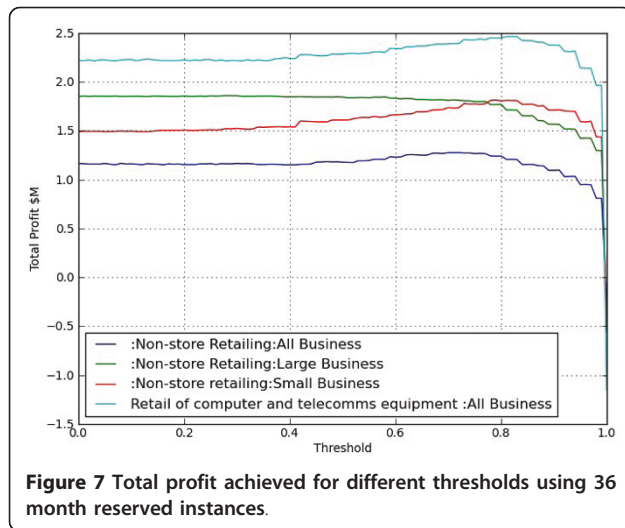 2.5
2.0
1.5
1.0
0.5
0.0
−0.5
−1.0
−1.5
Total Profit $M
:Non-store Retailing:All Business
:Non-store Retailing:Large Business
:Non-store retailing:Small Business
Retail of computer and telecomms equipment :All Business
0.0 0.2 0.4 0.6 0.8 1.0
Threshold
Figure 7 Total profit achieved for different thresholds using 36
month reserved instances.